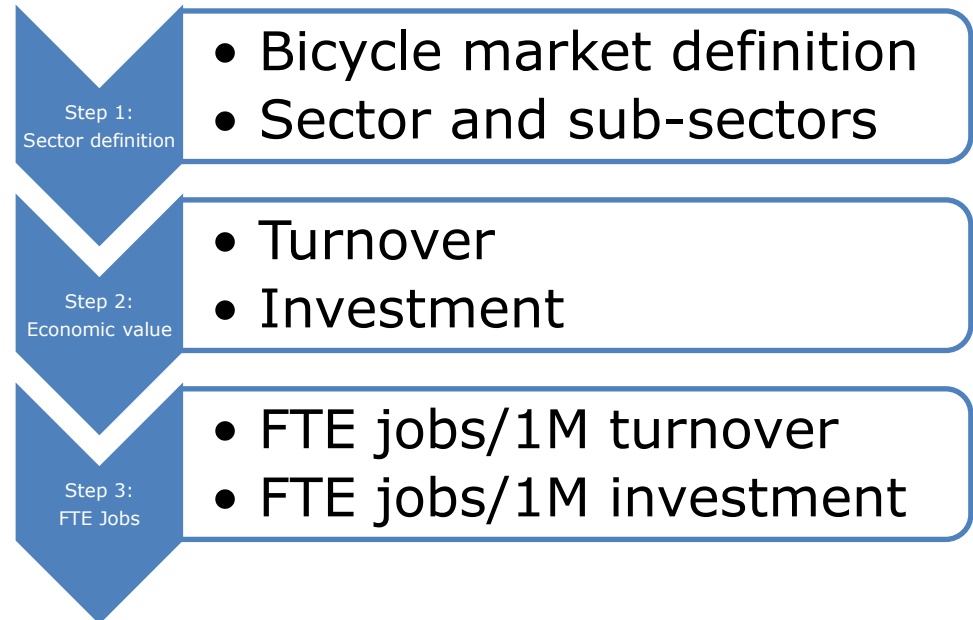 Step 1:
Sector definition
• Bicycle market definition
• Sector and sub-sectors
Step 2:
Economic value
• Turnover
• Investment
Step 3:
FTE Jobs
• FTE jobs/1M turnover
• FTE jobs/1M investment